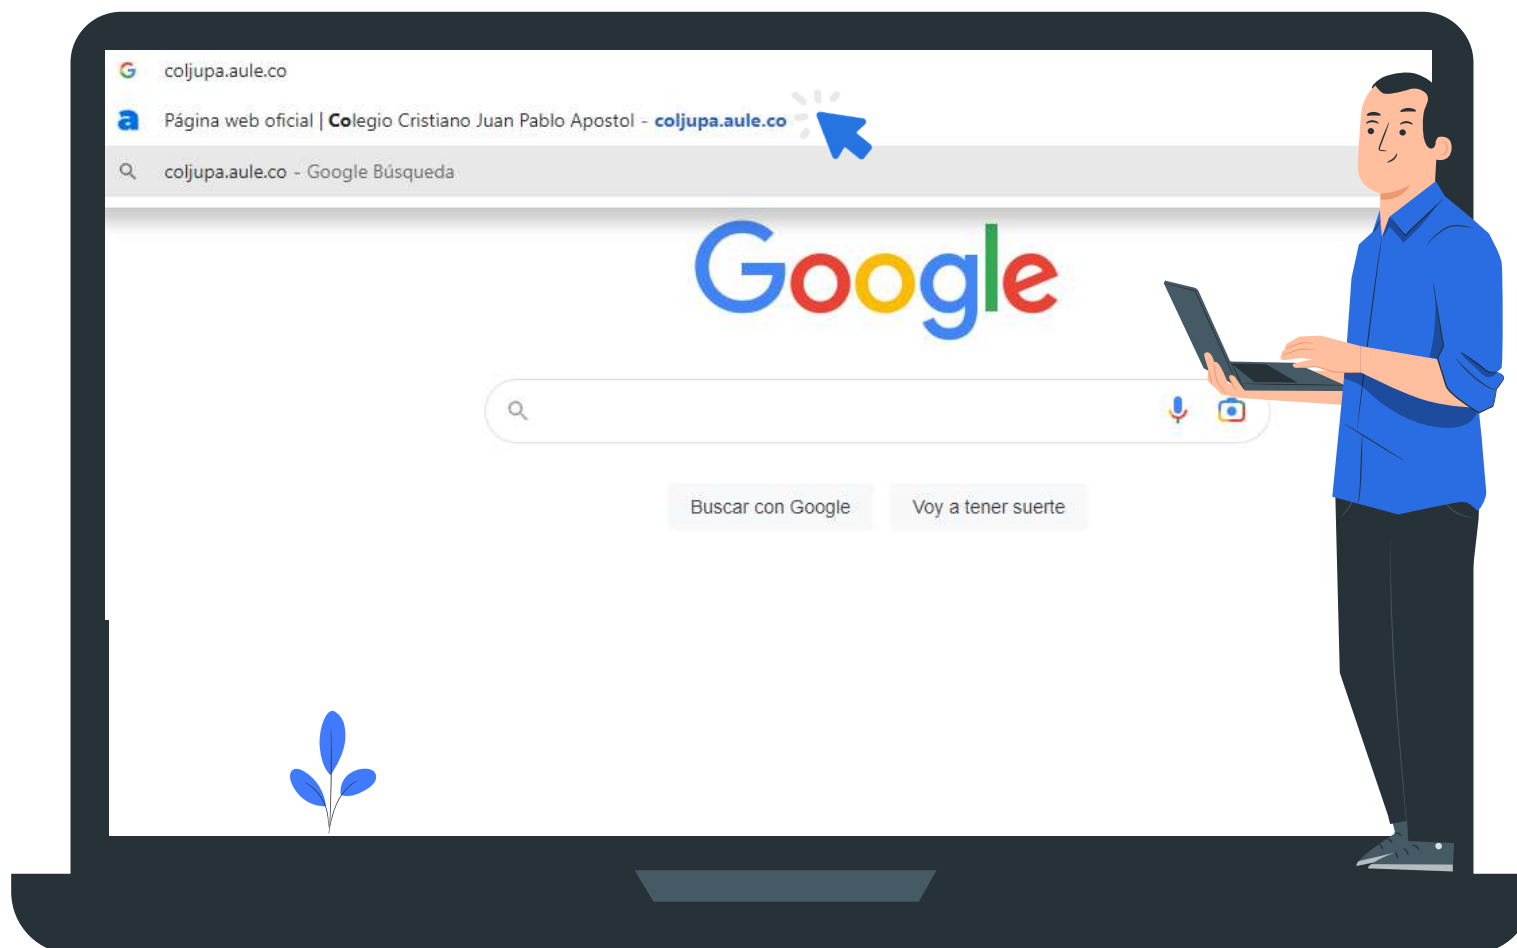 coljupa.aule.co
Página web oficial | Colegio Cristiano Juan Pablo Apostol - coljupa.aule.co
coljupa.aule.co - Google Búsqueda
Google
Buscar con Google
Voy a tener suerte